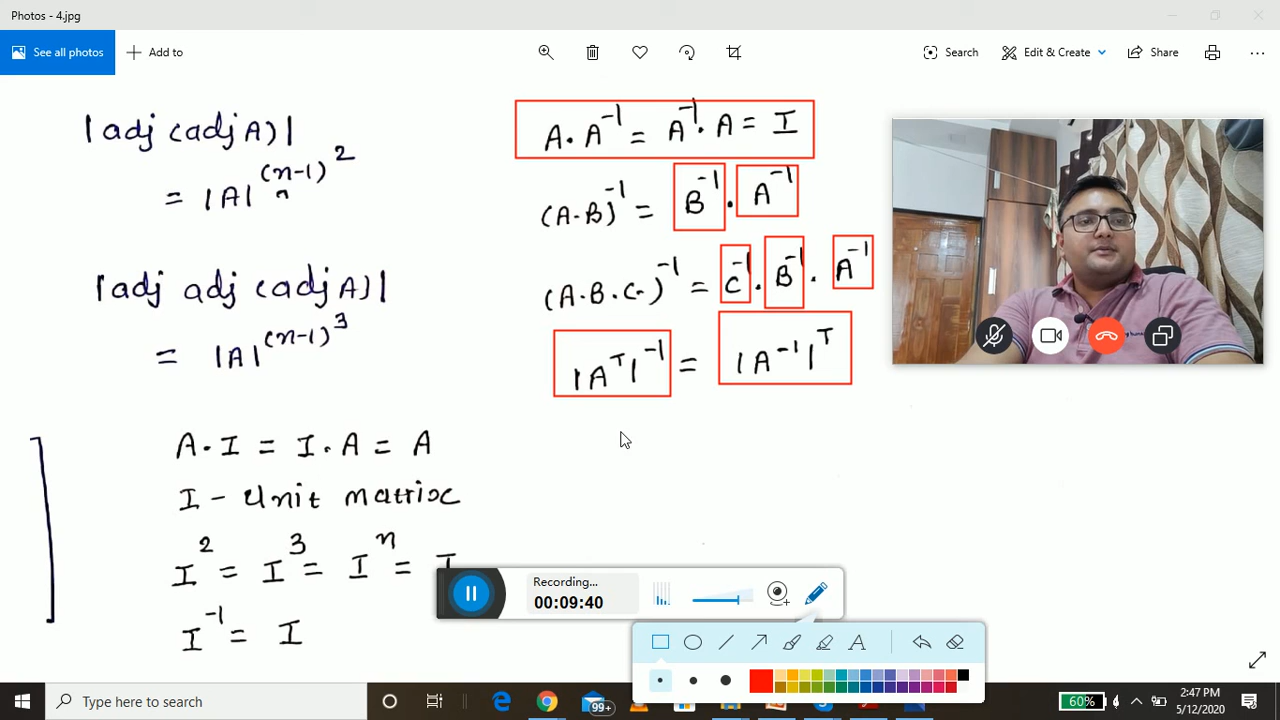 Photos - 4.jpg
See all photos
Add to
Search
Edit & Create
Share
|adj (adj A)|
= |A|^(n-1)^2
n
|adj adj (adj A)|
= |A|^(n-1)^3
A.I = I.A = A
I - Unit matrix
I^2 = I^3 = I^n = I
I^-1 = I
A.A^-1 = A^-1.A = I
(A.B)^-1 = B^-1 . A^-1
(A.B.C.)^-1 = C^-1 . B^-1 . A^-1
|A^T|^-1 = |A^-1|^T
Recording...
00:09:40
A
Type here to search
99+
60%
2:47 PM
5/12/2020